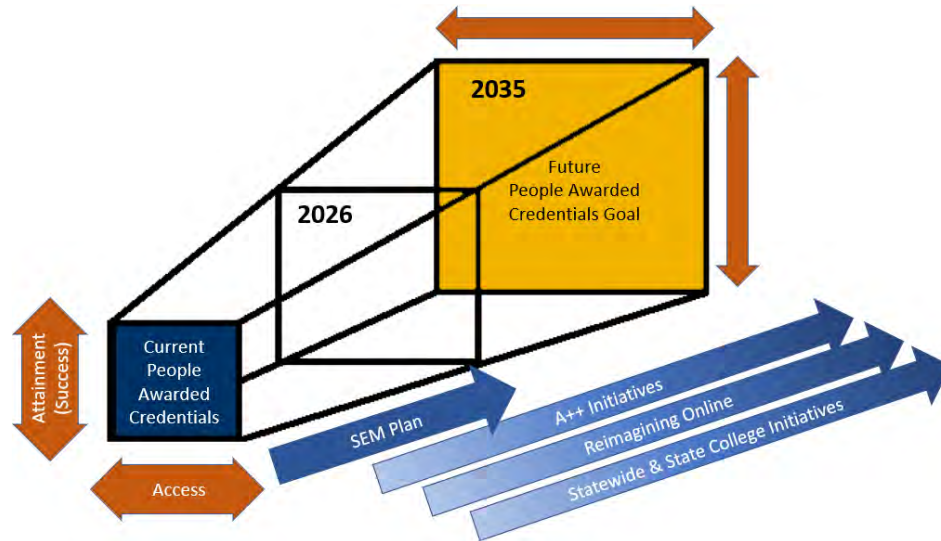 2035
Future
People Awarded
Credentials Goal
2026
Attainment
(Success)
Current
People
Awarded
Credentials
Access
SEM Plan
A++ Initiatives
Reimagining Online
Statewide & State College Initiatives